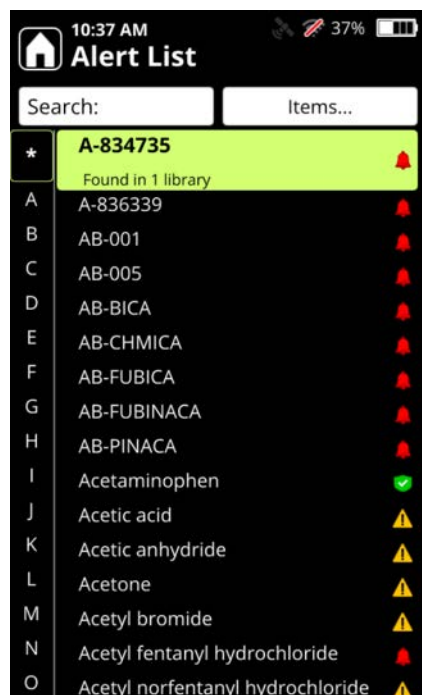 10:37 AM
37%
Alert List
Search:
Items...
*
A-834735
Found in 1 library
A
A-836339
B
AB-001
C
AB-005
D
AB-BICA
E
AB-CHMICA
F
AB-FUBICA
G
AB-FUBINACA
H
AB-PINACA
I
Acetaminophen
J
Acetic acid
K
Acetic anhydride
L
Acetone
M
Acetyl bromide
N
Acetyl fentanyl hydrochloride
O
Acetyl norfentanyl hydrochloride